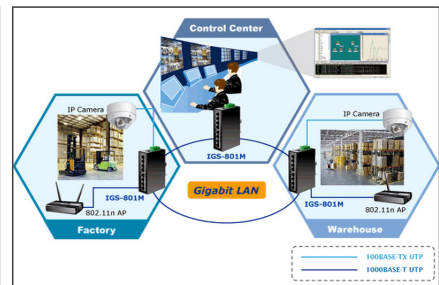 Control Center
IP Camera
IGS-801M
802.11n AP
Factory
IGS-801M
Gigabit LAN
IP Camera
IGS-801M
802.11n AP
Warehouse
100BASE-TX UTP
1000BASE-T UTP